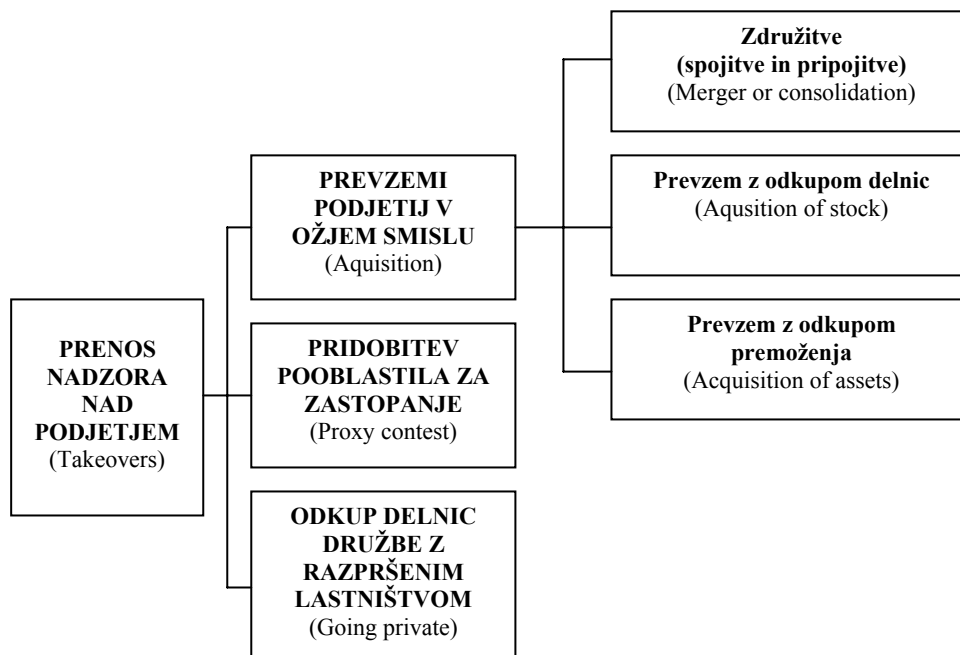 PRENOS
NADZORA
NAD
PODJETJEM
(Takeovers)
PREVZEMI
PODJETIJ V
OŽJEM SMISLU
(Aquisition)
PRIDOBITEV
POOBLASTILA ZA
ZASTOPANJE
(Proxy contest)
ODKUP DELNIC
DRUŽBE Z
RAZPRŠENIM
LASTNIŠTVOM
(Going private)
Združitve
(spojitve in pripojitve)
(Merger or consolidation)
Prevzem z odkupom delnic
(Aqusition of stock)
Prevzem z odkupom
premoženja
(Acquisition of assets)